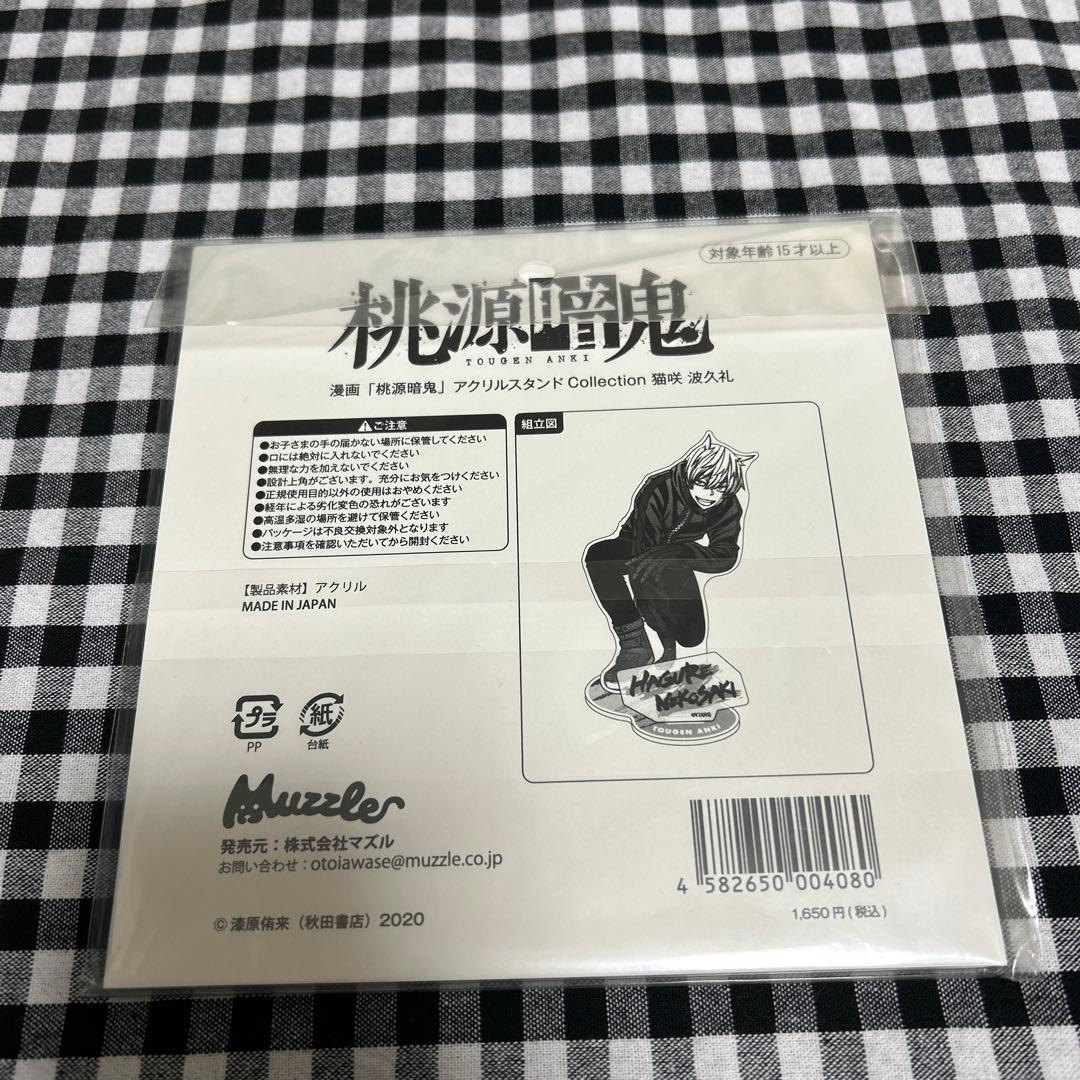 対象年齢15才以上
桃源暗鬼
TOUGEN ANKI
漫画「桃源暗鬼」アクリルスタンドCollection 猫咲 波久礼
ご注意
●お子さまの手の届かない場所に保管してください
●口には絶対に入れないでください
●無理な力を加えないでください
●設計上角がございます。充分にお気をつけください
●正規使用目的以外の使用はおやめください
●経年による劣化変色の恐れがございます
●高温多湿の場所を避けて保管ください
●パッケージは不良交換対象外となります
●注意事項を確認いただいてから開封ください
組立図
HAGURE
NEKOSAKI
TOUGEN ANKI
【製品素材】アクリル
MADE IN JAPAN
プラ
PP
紙
台紙
Muzzle
発売元：株式会社マズル
お問い合わせ：otoiawase@muzzle.co.jp
4 582650 004080
1,650円(税込)
©漆原侑来（秋田書店）2020